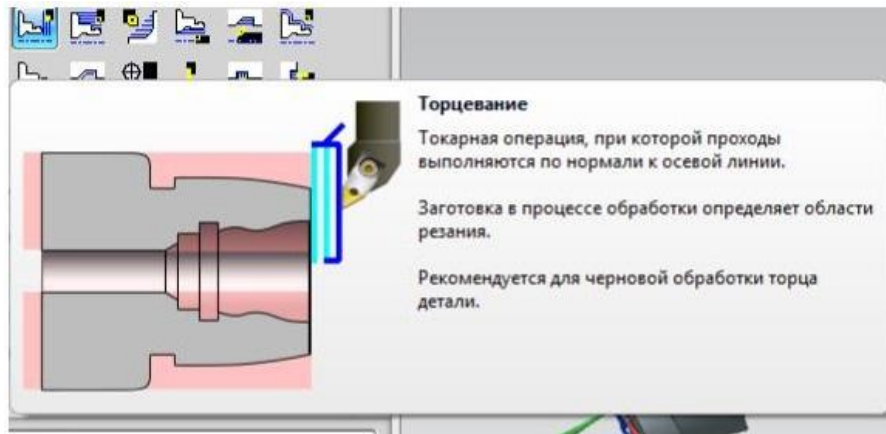 Торцевание
Токарная операция, при которой проходы
выполняются по нормали к осевой линии.
Заготовка в процессе обработки определяет области
резания.
Рекомендуется для черновой обработки торца
детали.